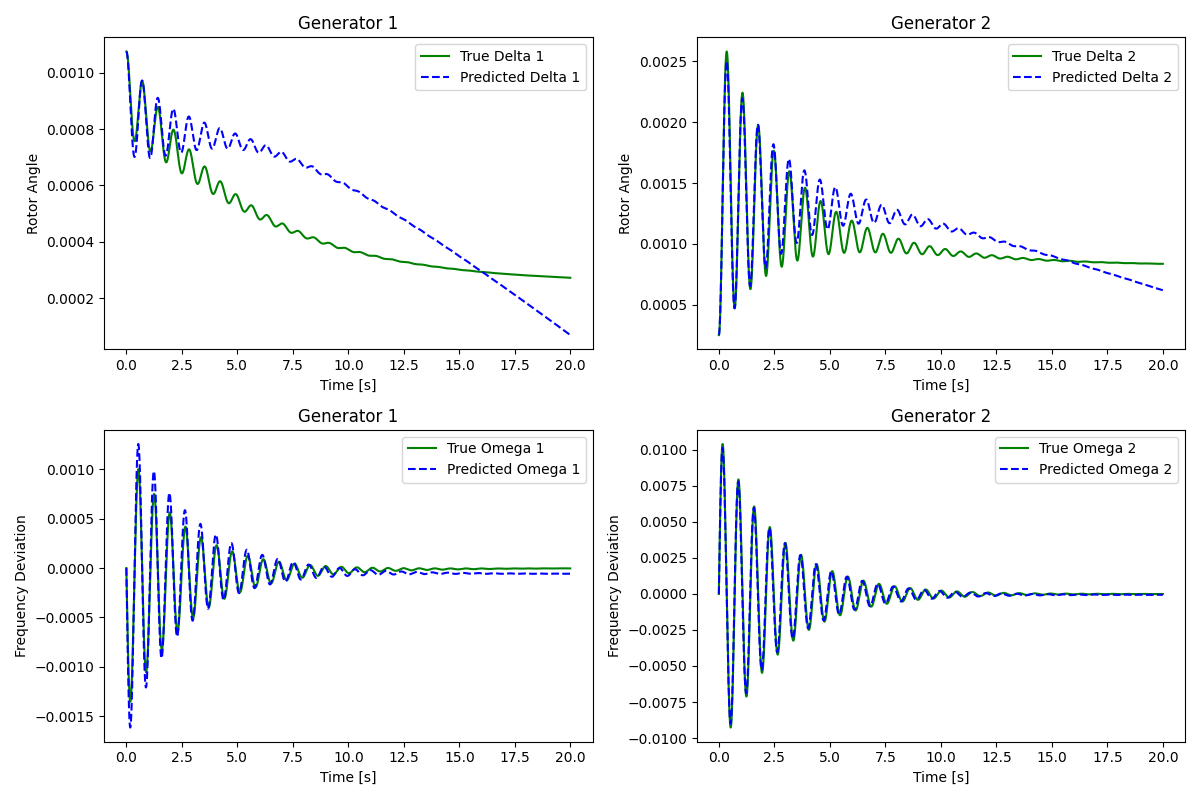 Generator 1
True Delta 1
Predicted Delta 1
Rotor Angle
0.0010
0.0008
0.0006
0.0004
0.0002
0.0 2.5 5.0 7.5 10.0 12.5 15.0 17.5 20.0
Time [s]
Generator 2
True Delta 2
Predicted Delta 2
Rotor Angle
0.0025
0.0020
0.0015
0.0010
0.0005
0.0 2.5 5.0 7.5 10.0 12.5 15.0 17.5 20.0
Time [s]
Generator 1
True Omega 1
Predicted Omega 1
Frequency Deviation
0.0010
0.0005
0.0000
−0.0005
−0.0010
−0.0015
0.0 2.5 5.0 7.5 10.0 12.5 15.0 17.5 20.0
Time [s]
Generator 2
True Omega 2
Predicted Omega 2
Frequency Deviation
0.0100
0.0075
0.0050
0.0025
0.0000
−0.0025
−0.0050
−0.0075
−0.0100
0.0 2.5 5.0 7.5 10.0 12.5 15.0 17.5 20.0
Time [s]